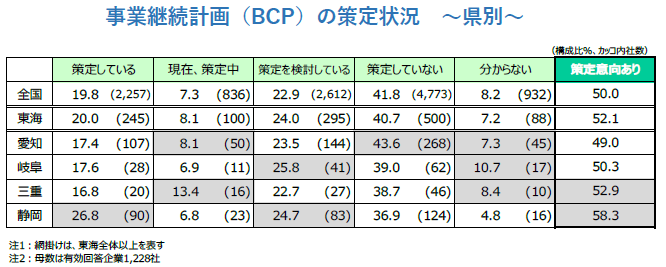 事業継続計画（BCP）の策定状況　～県別～
（構成比%、カッコ内社数）
策定している 現在、策定中 策定を検討している 策定していない 分からない 策定意向あり
全国 19.8 (2,257) 7.3 (836) 22.9 (2,612) 41.8 (4,773) 8.2 (932) 50.0
東海 20.0 (245) 8.1 (100) 24.0 (295) 40.7 (500) 7.2 (88) 52.1
愛知 17.4 (107) 8.1 (50) 23.5 (144) 43.6 (268) 7.3 (45) 49.0
岐阜 17.6 (28) 6.9 (11) 25.8 (41) 39.0 (62) 10.7 (17) 50.3
三重 16.8 (20) 13.4 (16) 22.7 (27) 38.7 (46) 8.4 (10) 52.9
静岡 26.8 (90) 6.8 (23) 24.7 (83) 36.9 (124) 4.8 (16) 58.3
注1：網掛けは、東海全体以上を表す
注2：母数は有効回答企業1,228社